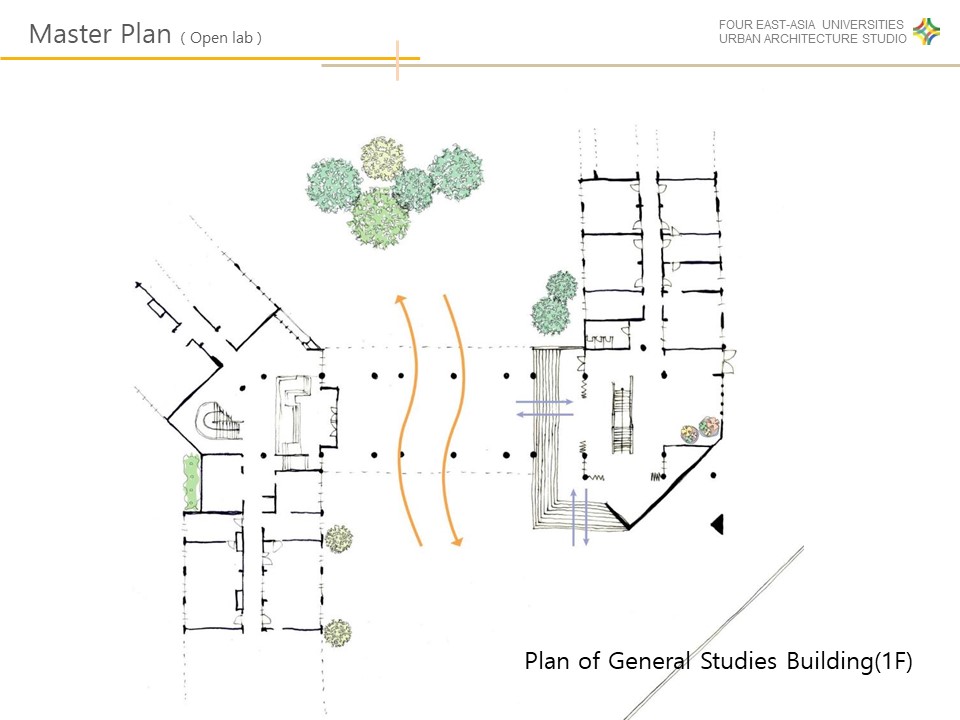 Master Plan ( Open lab )
FOUR EAST-ASIA UNIVERSITIES
URBAN ARCHITECTURE STUDIO
Plan of General Studies Building(1F)